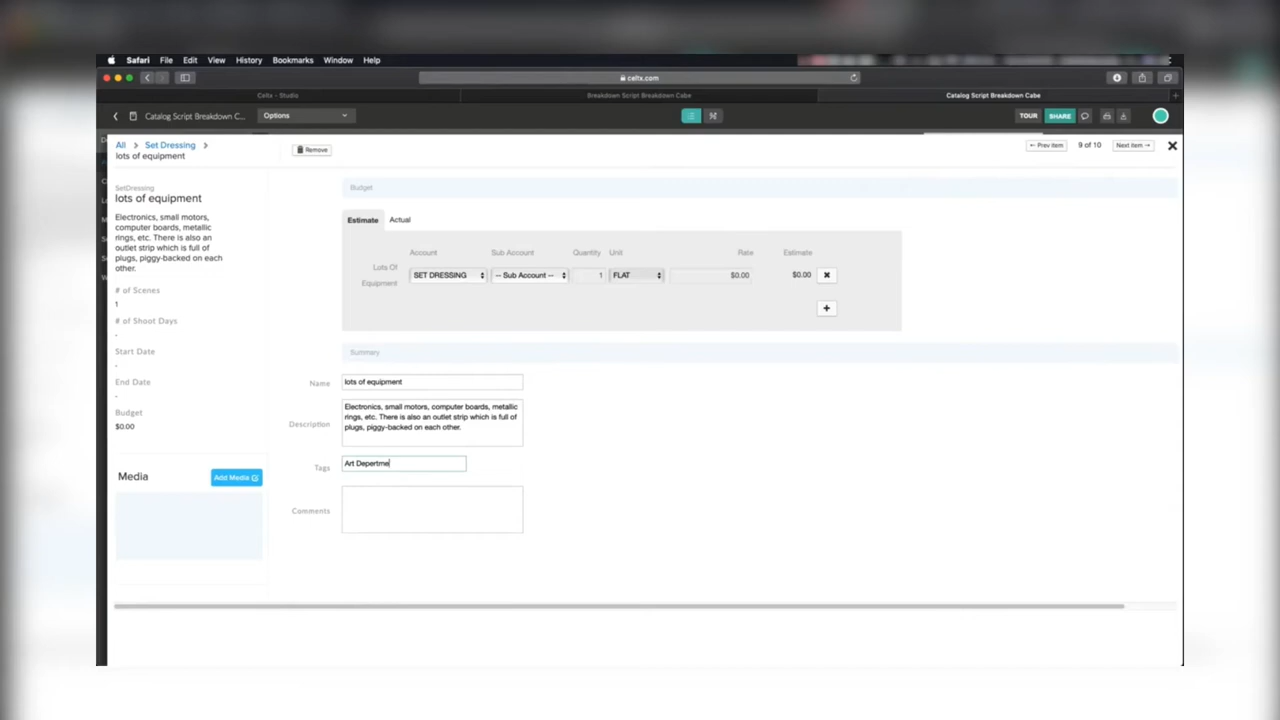 Safari File Edit View History Bookmarks Window Help
celtx.com
Celtx - Studio
Breakdown Script Breakdown Cabe
Catalog Script Breakdown Cabe
Catalog Script Breakdown C...
Options
TOUR
SHARE
All > Set Dressing >
lots of equipment
Remove
← Prev item
9 of 10
Next item →
SetDressing
lots of equipment
Electronics, small motors,
computer boards, metallic
rings, etc. There is also an
outlet strip which is full of
plugs, piggy-backed on each
other.
# of Scenes
1
# of Shoot Days
-
Start Date
-
End Date
-
Budget
$0.00
Media
Add Media
Budget
Estimate Actual
Account Sub Account Quantity Unit Rate Estimate
Lots Of
Equipment
SET DRESSING -- Sub Account -- 1 FLAT $0.00 $0.00
Summary
Name
lots of equipment
Description
Electronics, small motors, computer boards, metallic
rings, etc. There is also an outlet strip which is full of
plugs, piggy-backed on each other.
Tags
Art Depertme
Comments